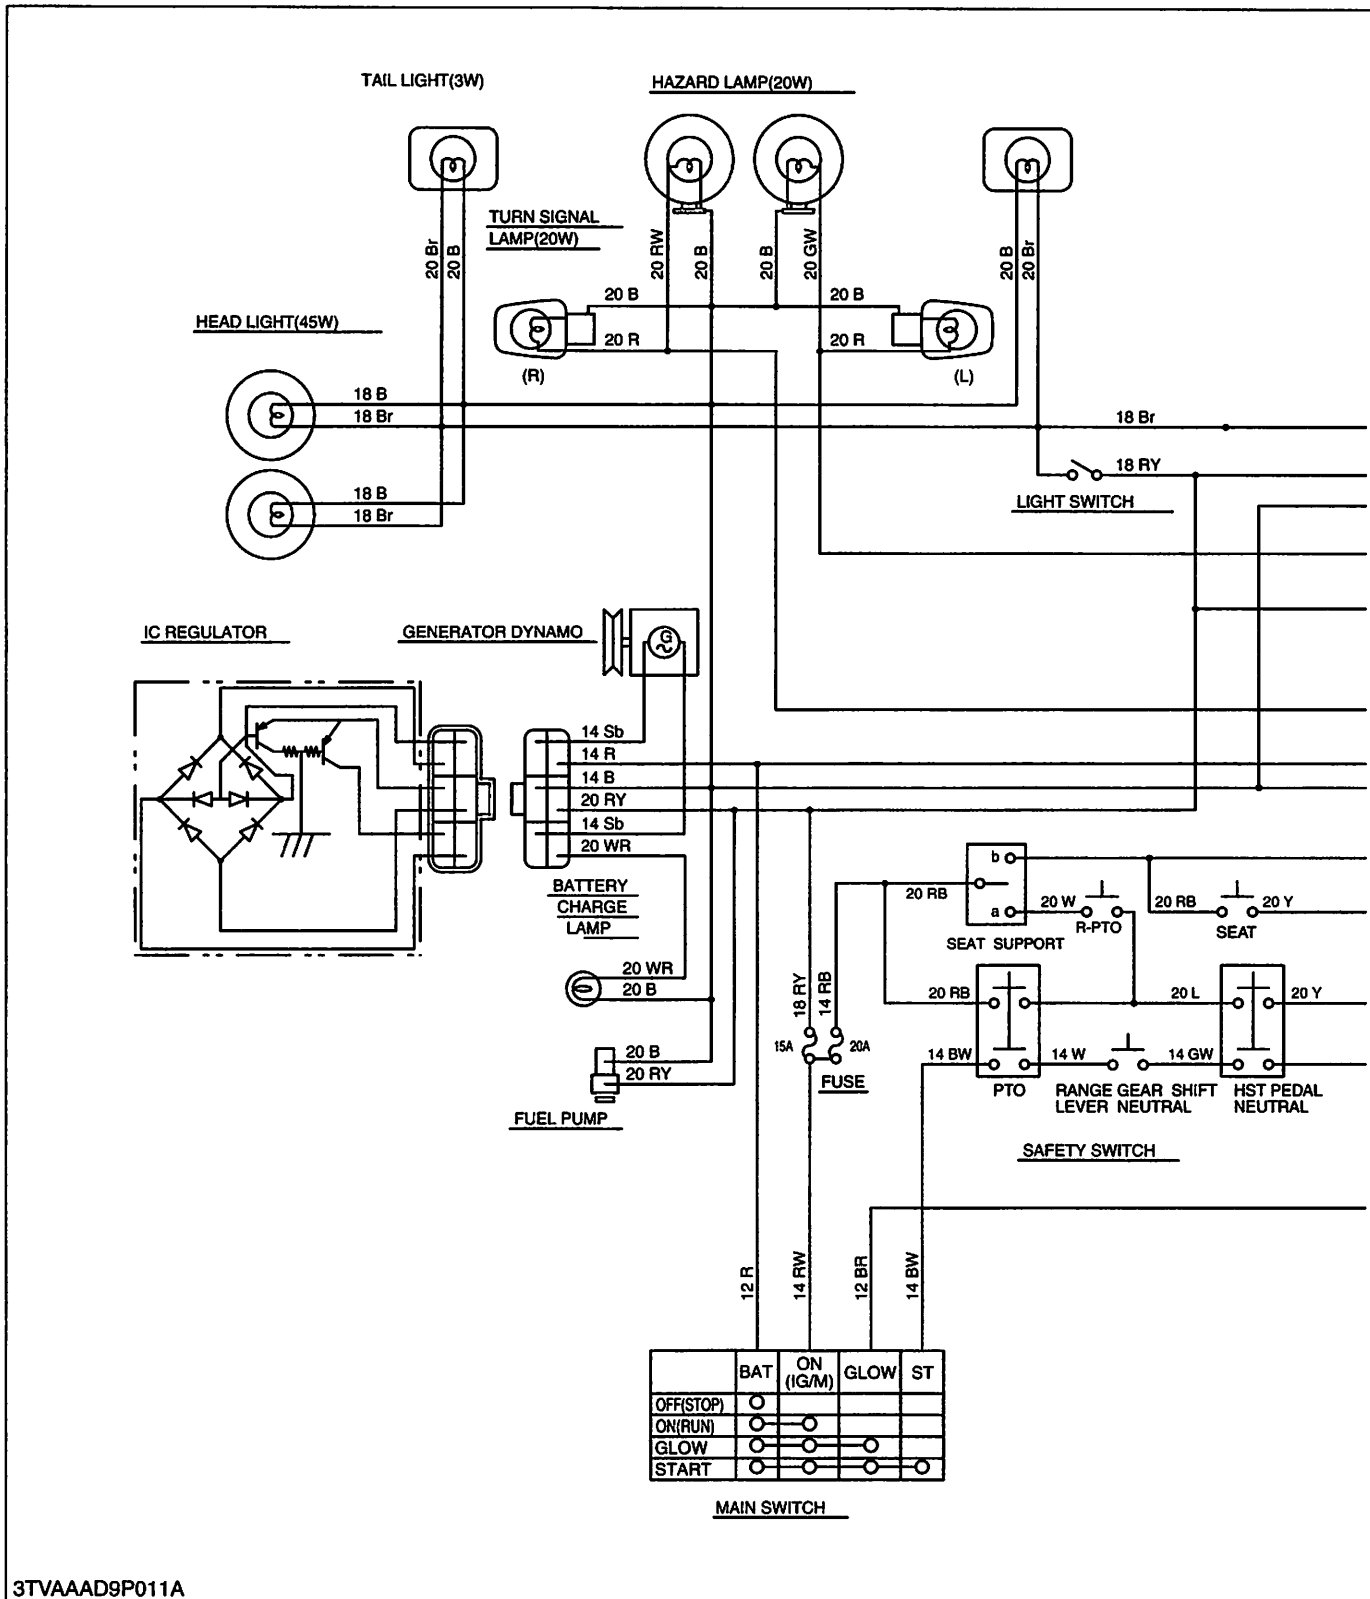 TAIL LIGHT(3W)
HAZARD LAMP(20W)
TURN SIGNAL
LAMP(20W)
20 Br
20 B
20 RW
20 B
20 B
20 GW
20 B
20 Br
20 B
20 B
HEAD LIGHT(45W)
20 R
20 R
(R)
(L)
18 B
18 Br
18 Br
18 RY
18 B
18 Br
LIGHT SWITCH
IC REGULATOR
GENERATOR DYNAMO
G
14 Sb
14 R
14 B
20 RY
14 Sb
20 WR
BATTERY
CHARGE
LAMP
b
20 RB
a
20 W
R-PTO
20 RB
20 Y
SEAT
SEAT SUPPORT
20 WR
20 B
18 RY
14 RB
20 RB
20 L
20 Y
15A
20A
FUSE
20 B
20 RY
FUEL PUMP
14 BW
14 W
14 GW
PTO
RANGE GEAR SHIFT
LEVER NEUTRAL
HST PEDAL
NEUTRAL
SAFETY SWITCH
12 R
14 RW
12 BR
14 BW
BAT
ON
(IG/M)
GLOW
ST
OFF(STOP)
ON(RUN)
GLOW
START
MAIN SWITCH
3TVAAAD9P011A